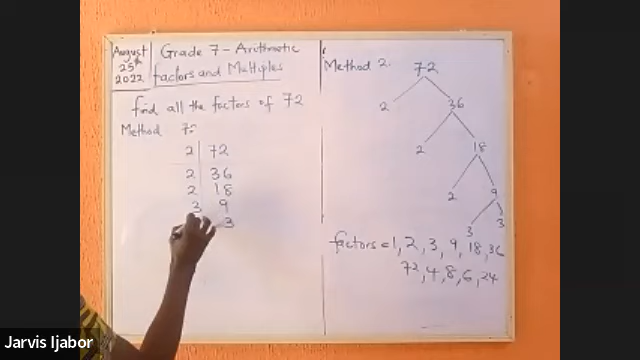 August
25th
2022
Grade 7 - Arithmetic
factors and Multiples
find all the factors of 72
Method
2 72
2 36
2 18
3 9
3
Method 2.
72
2 36
2 18
2 9
3 3
factors = 1, 2, 3, 9, 18, 36
72, 4, 8, 6, 24
Jarvis Ijabor